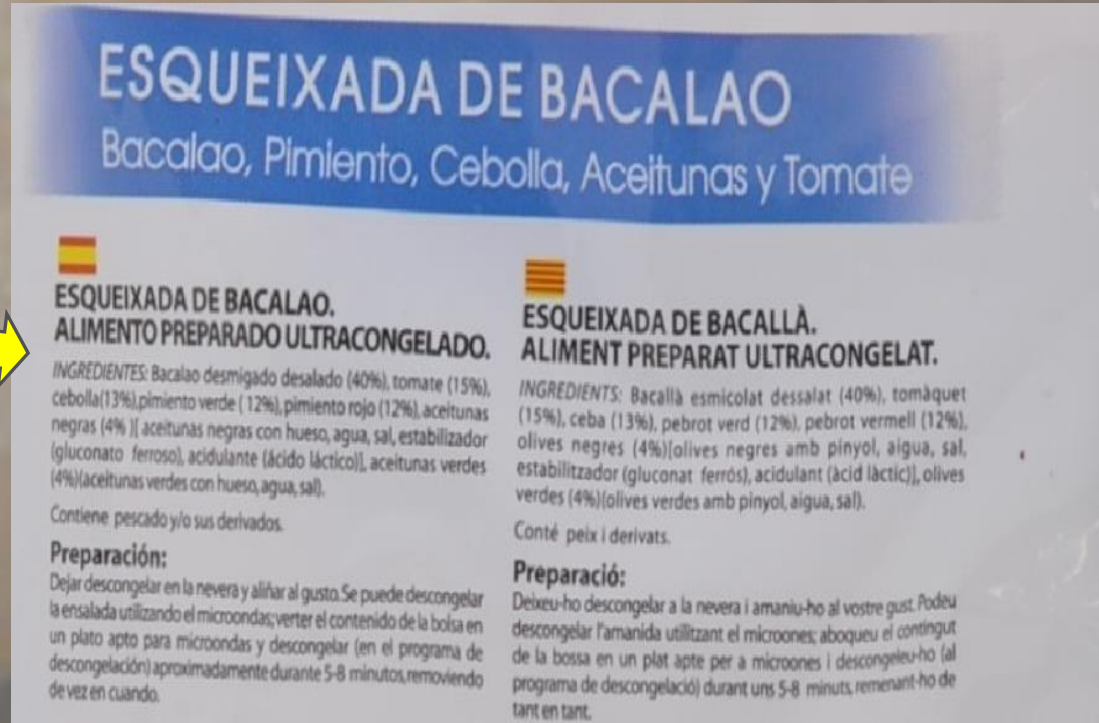 ESQUEIXADA DE BACALAO
Bacalao, Pimiento, Cebolla, Aceitunas y Tomate
ESQUEIXADA DE BACALAO.
ALIMENTO PREPARADO ULTRACONGELADO.
INGREDIENTES: Bacalao desmigado desalado (40%), tomate (15%),
cebolla(13%),pimiento verde ( 12%), pimiento rojo (12%), aceitunas
negras (4% )[ aceitunas negras con hueso, agua, sal, estabilizador
(gluconato ferroso), acidulante (ácido láctico)], aceitunas verdes
(4%)(aceitunas verdes con hueso, agua, sal).
Contiene pescado y/o sus derivados.
Preparación:
Dejar descongelar en la nevera y aliñar al gusto. Se puede descongelar
la ensalada utilizando el microondas; verter el contenido de la bolsa en
un plato apto para microondas y descongelar (en el programa de
descongelación) aproximadamente durante 5-8 minutos, removiendo
de vez en cuando.
ESQUEIXADA DE BACALLÀ.
ALIMENT PREPARAT ULTRACONGELAT.
INGREDIENTS: Bacallà esmicolat dessalat (40%), tomàquet
(15%), ceba (13%), pebrot verd (12%), pebrot vermell (12%),
olives negres (4%)[olives negres amb pinyol, aigua, sal,
estabilitzador (gluconat ferrós), acidulant (àcid làctic)], olives
verdes (4%)(olives verdes amb pinyol, aigua, sal).
Conté peix i derivats.
Preparació:
Deixeu-ho descongelar a la nevera i amaniu-ho al vostre gust. Podeu
descongelar l'amanida utilitzant el microones; aboqueu el contingut
de la bossa en un plat apte per a microones i descongeleu-ho (al
programa de descongelació) durant uns 5-8 minuts, remenant-ho de
tant en tant.